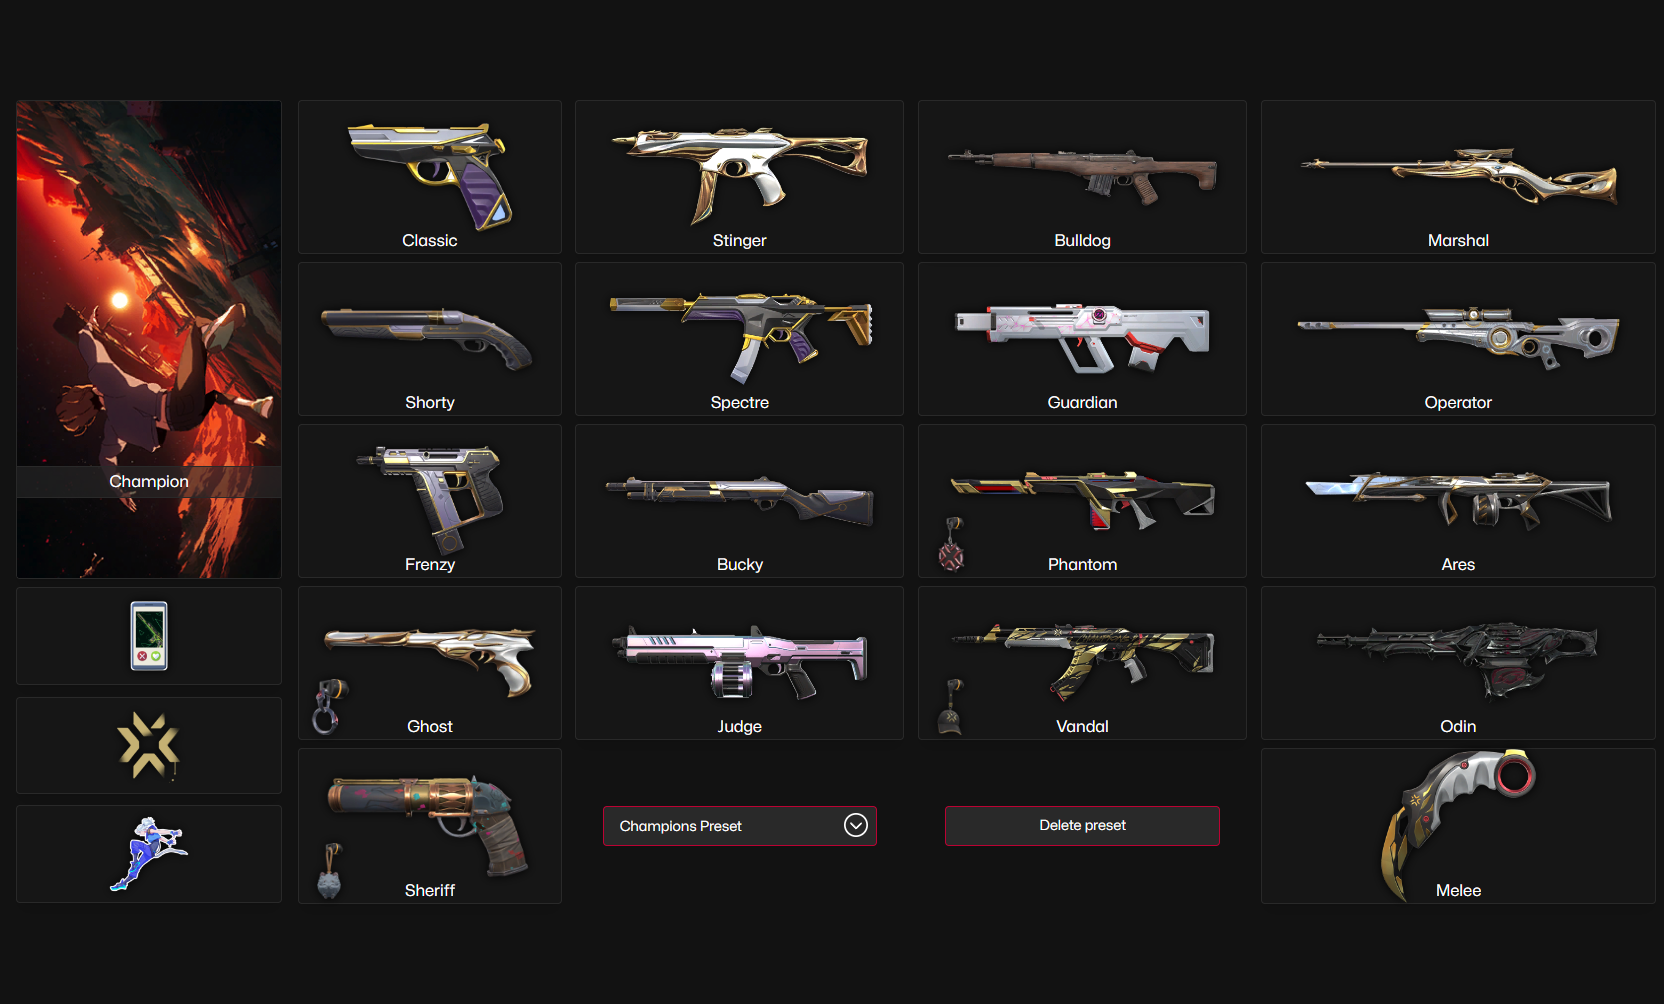 Champion
Classic
Stinger
Bulldog
Marshal
Shorty
Spectre
Guardian
Operator
Frenzy
Bucky
Phantom
Ares
Ghost
Judge
Vandal
Odin
Sheriff
Champions Preset
Delete preset
Melee